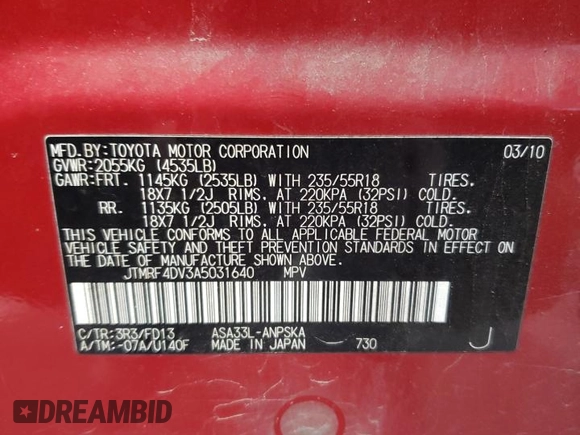 MFD.BY:TOYOTA MOTOR CORPORATION 03/10
GVWR:2055KG (4535LB)
GAWR:FRT. 1145KG (2535LB) WITH 235/55R18 TIRES.
18X7 1/2J RIMS. AT 220KPA (32PSI) COLD.
RR. 1135KG (2505LB) WITH 235/55R18 TIRES.
18X7 1/2J RIMS. AT 220KPA (32PSI) COLD.
THIS VEHICLE CONFORMS TO ALL APPLICABLE FEDERAL MOTOR
VEHICLE SAFETY AND THEFT PREVENTION STANDARDS IN EFFECT ON
THE DATE OF MANUFACTURE SHOWN ABOVE.
JTMRF4DV3A5031640 MPV
C/TR:3R3/FD13 ASA33L-ANPSKA
A/TM:-07A/U140F MADE IN JAPAN 730 J
DREAMBID